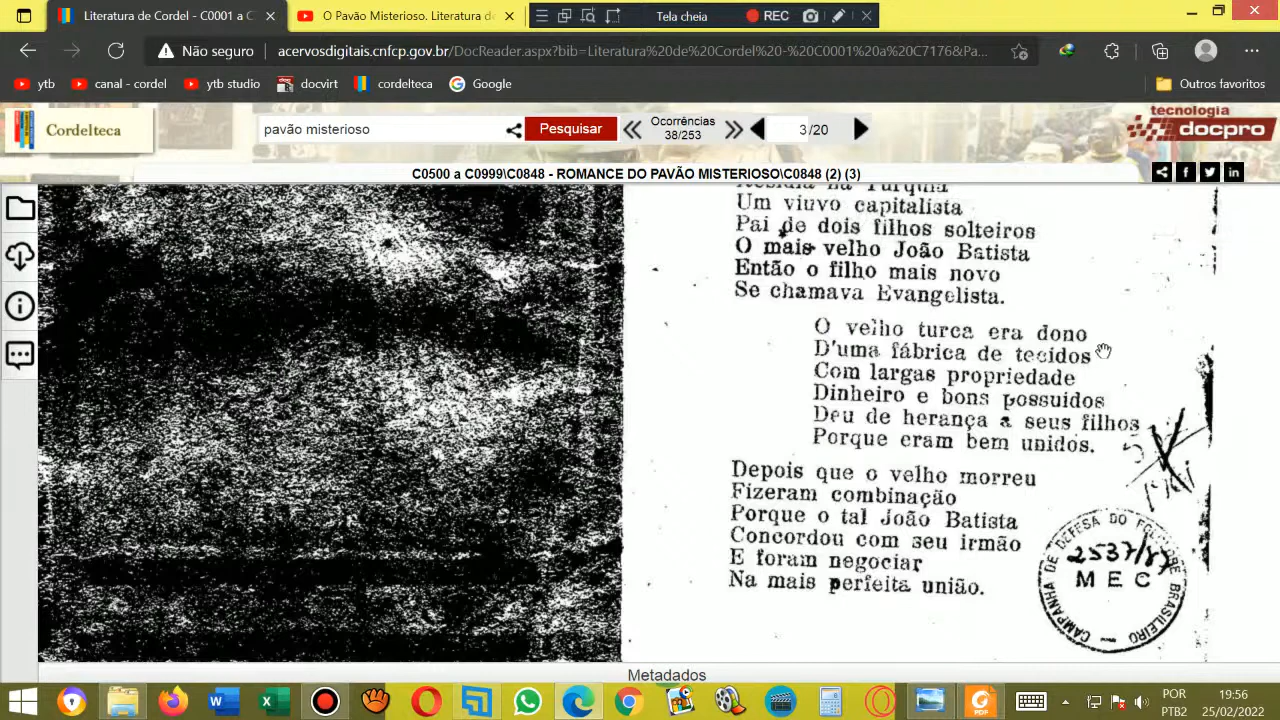 Literatura de Cordel - C0001 a C
O Pavão Misterioso. Literatura de
Tela cheia
REC
Não seguro
acervosdigitais.cnfcp.gov.br/DocReader.aspx?bib=Literatura%20de%20Cordel%20-%20C0001%20a%20C7176&Pa...
ytb
canal - cordel
ytb studio
docvirt
cordelteca
Google
Outros favoritos
Cordelteca
pavão misterioso
Pesquisar
Ocorrências
38/253
3/20
tecnologia
docpro
C0500 a C0999\C0848 - ROMANCE DO PAVÃO MISTERIOSO\C0848 (2) (3)
Residia na Turquia
Um viuvo capitalista
Pai de dois filhos solteiros
O mais velho João Batista
Então o filho mais novo
Se chamava Evangelista.
O velho turca era dono
D'uma fábrica de tecidos
Com largas propriedade
Dinheiro e bons possuidos
Deu de herança a seus filhos
Porque eram bem unidos.
Depois que o velho morreu
Fizeram combinação
Porque o tal João Batista
Concordou com seu irmão
E foram negociar
Na mais perfeita união.
CAMPANHA DE DEFESA DO BRASILEIRO
2537/87
MEC
Metadados
POR
PTB2
19:56
25/02/2022